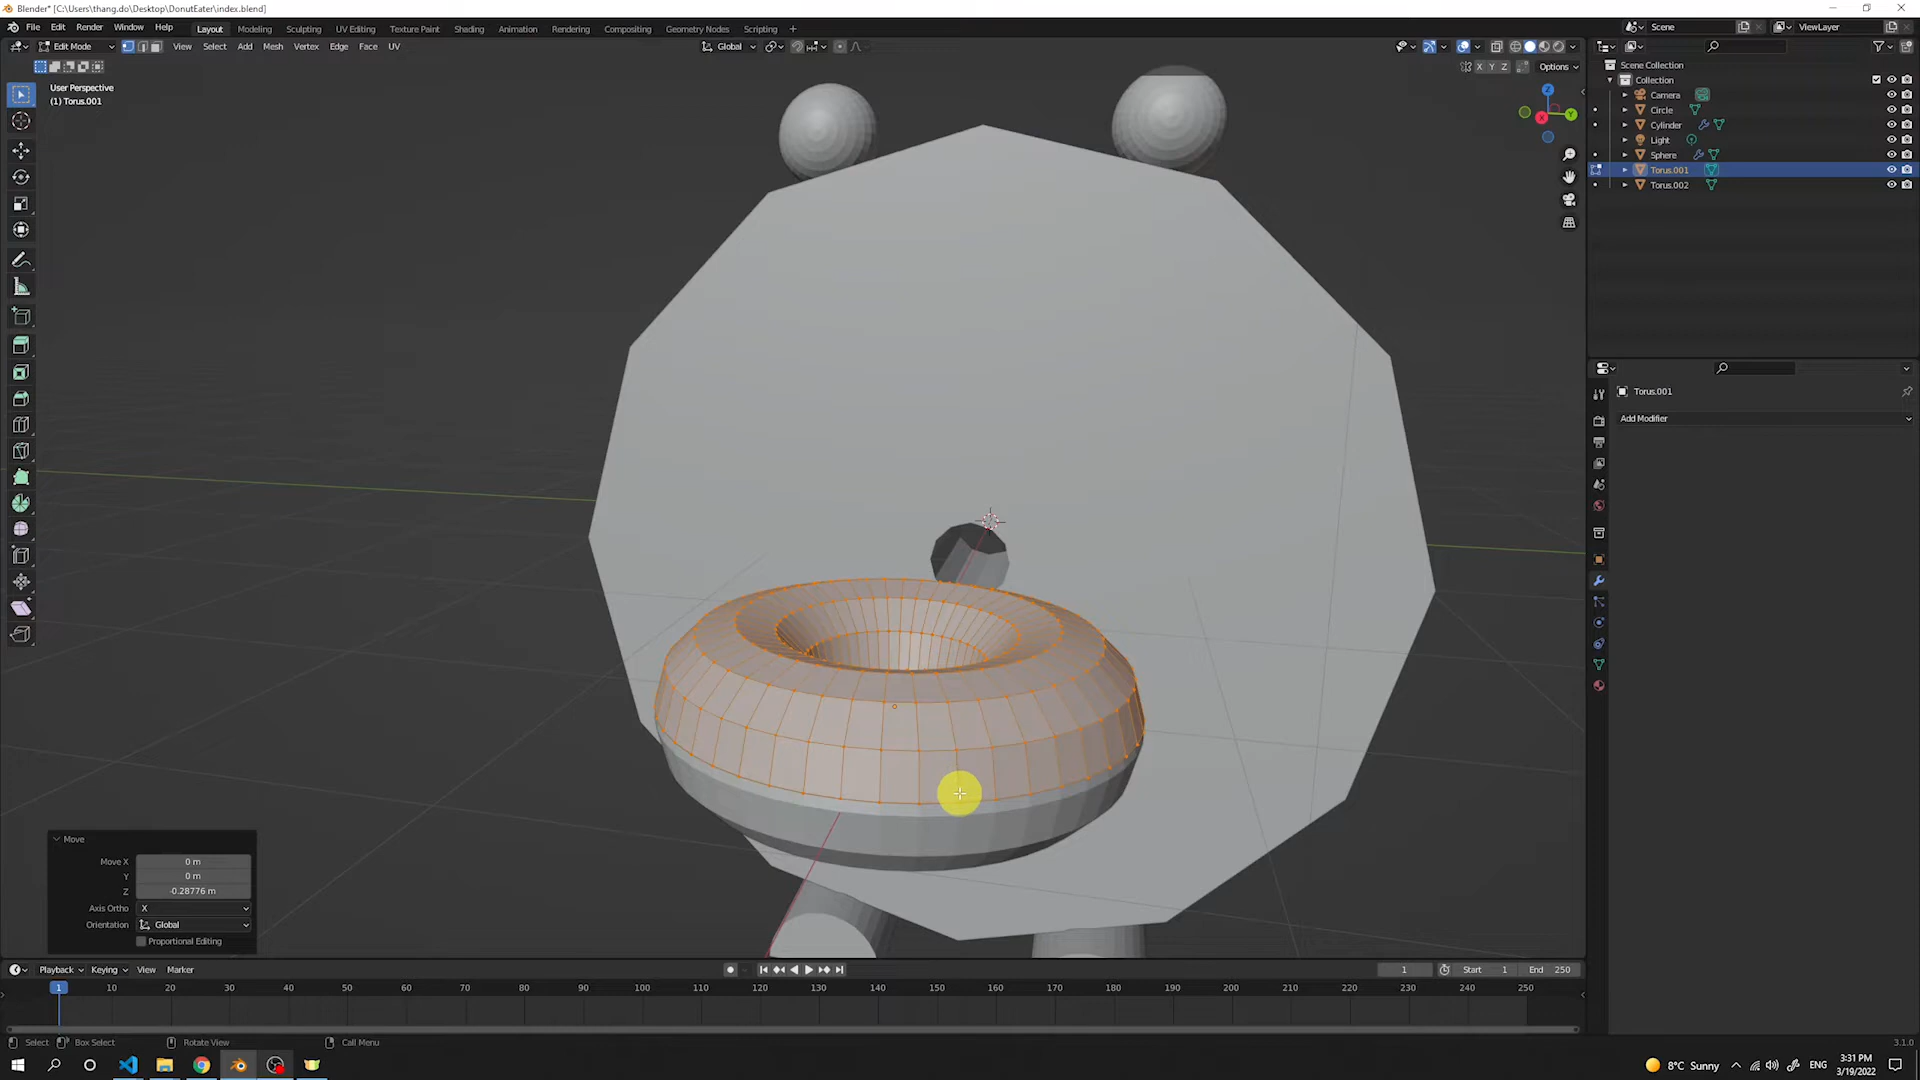 Blender* [C:\Users\thang.do\Desktop\DonutEater\index.blend]
File Edit Render Window Help Layout Modeling Sculpting UV Editing Texture Paint Shading Animation Rendering Compositing Geometry Nodes Scripting + Scene ViewLayer
Edit Mode View Select Add Mesh Vertex Edge Face UV Global
X Y Z Options
User Perspective
(1) Torus.001
Z
Y
X
Scene Collection
Collection
Camera
Circle
Cylinder
Light
Sphere
Torus.001
Torus.002
Torus.001
Add Modifier
Move
Move X 0 m
Y 0 m
Z -0.28776 m
Axis Ortho X
Orientation Global
Proportional Editing
Playback Keying View Marker 1 Start 1 End 250
1 10 20 30 40 50 60 70 80 90 100 110 120 130 140 150 160 170 180 190 200 210 220 230 240 250
Select Box Select Rotate View Call Menu 3.1.0
8°C Sunny ENG 3:31 PM
3/19/2022